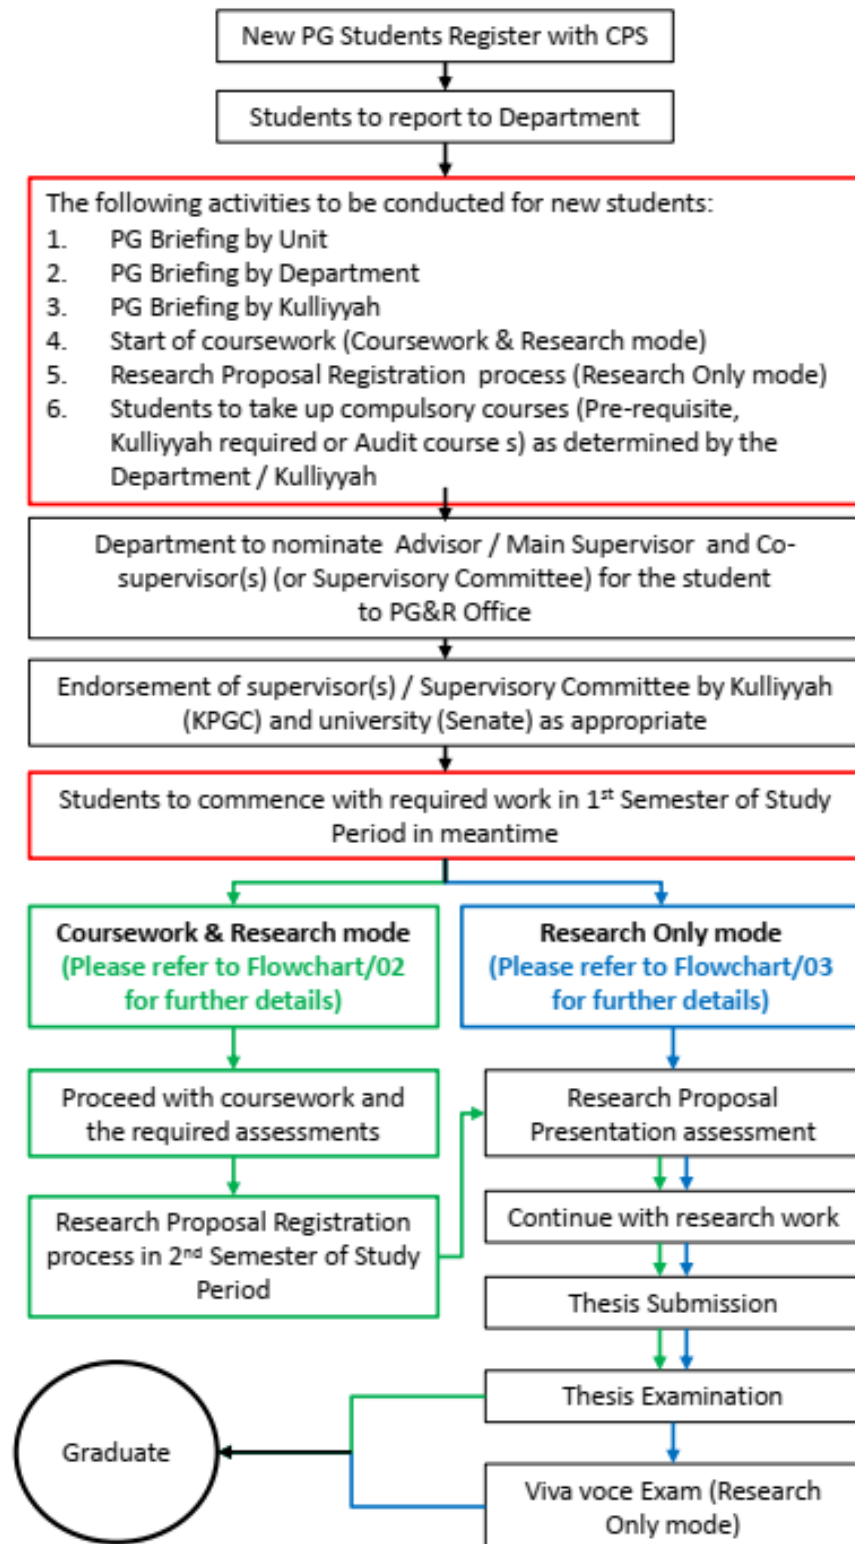 New PG Students Register with CPS
Students to report to Department
The following activities to be conducted for new students:
1. PG Briefing by Unit
2. PG Briefing by Department
3. PG Briefing by Kulliyyah
4. Start of coursework (Coursework & Research mode)
5. Research Proposal Registration process (Research Only mode)
6. Students to take up compulsory courses (Pre-requisite,
Kulliyyah required or Audit course s) as determined by the
Department / Kulliyyah
Department to nominate Advisor / Main Supervisor and Co-
supervisor(s) (or Supervisory Committee) for the student
to PG&R Office
Endorsement of supervisor(s) / Supervisory Committee by Kulliyyah
(KPGC) and university (Senate) as appropriate
Students to commence with required work in 1st Semester of Study
Period in meantime
Coursework & Research mode
(Please refer to Flowchart/02
for further details)
Research Only mode
(Please refer to Flowchart/03
for further details)
Proceed with coursework and
the required assessments
Research Proposal Registration
process in 2nd Semester of Study
Period
Research Proposal
Presentation assessment
Continue with research work
Thesis Submission
Thesis Examination
Viva voce Exam (Research
Only mode)
Graduate